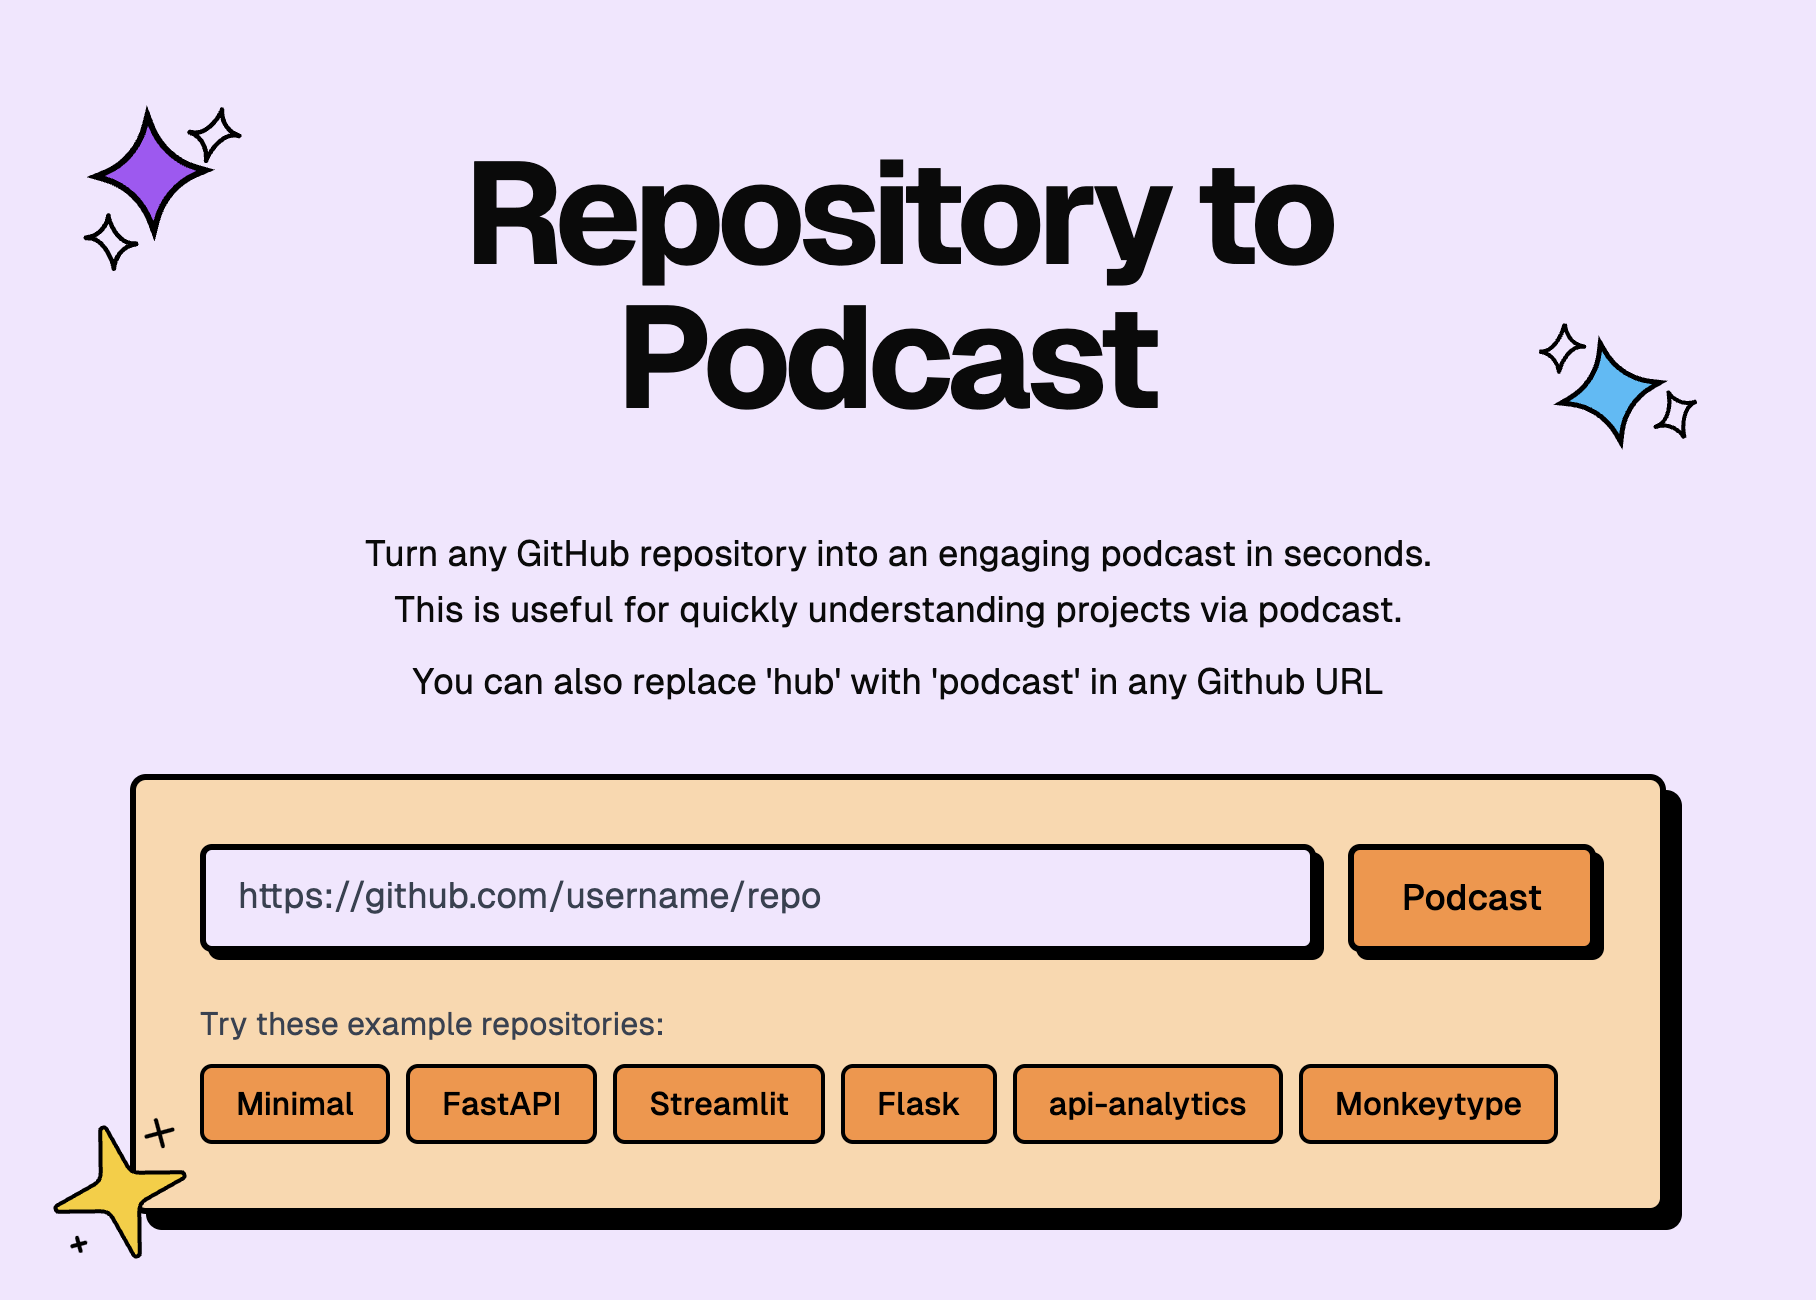 Repository to
Podcast
Turn any GitHub repository into an engaging podcast in seconds.
This is useful for quickly understanding projects via podcast.
You can also replace 'hub' with 'podcast' in any Github URL
https://github.com/username/repo
Podcast
Try these example repositories:
Minimal FastAPI Streamlit Flask api-analytics Monkeytype